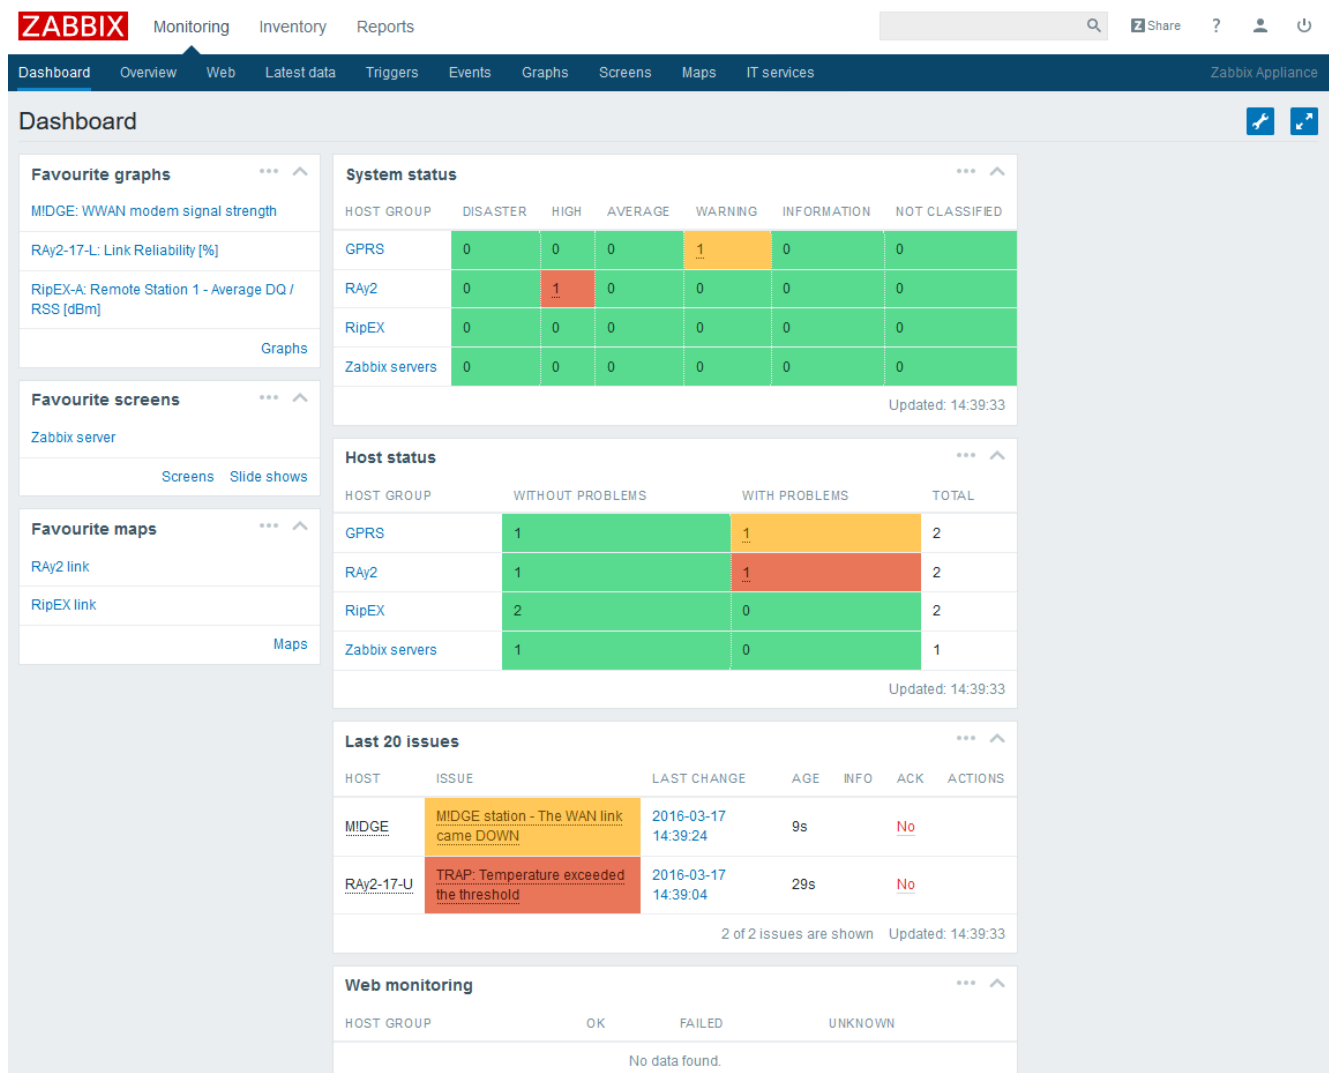 ZABBIX Monitoring Inventory Reports Z Share ?
Dashboard Overview Web Latest data Triggers Events Graphs Screens Maps IT services Zabbix Appliance
Dashboard
Favourite graphs
M!DGE: WWAN modem signal strength
RAy2-17-L: Link Reliability [%]
RipEX-A: Remote Station 1 - Average DQ /
RSS [dBm]
Graphs
Favourite screens
Zabbix server
Screens Slide shows
Favourite maps
RAy2 link
RipEX link
Maps
System status
HOST GROUP DISASTER HIGH AVERAGE WARNING INFORMATION NOT CLASSIFIED
GPRS 0 0 0 1 0 0
RAy2 0 1 0 0 0 0
RipEX 0 0 0 0 0 0
Zabbix servers 0 0 0 0 0 0
Updated: 14:39:33
Host status
HOST GROUP WITHOUT PROBLEMS WITH PROBLEMS TOTAL
GPRS 1 1 2
RAy2 1 1 2
RipEX 2 0 2
Zabbix servers 1 0 1
Updated: 14:39:33
Last 20 issues
HOST ISSUE LAST CHANGE AGE INFO ACK ACTIONS
M!DGE M!DGE station - The WAN link came DOWN 2016-03-17 14:39:24 9s No
RAy2-17-U TRAP: Temperature exceeded the threshold 2016-03-17 14:39:04 29s No
2 of 2 issues are shown Updated: 14:39:33
Web monitoring
HOST GROUP OK FAILED UNKNOWN
No data found.